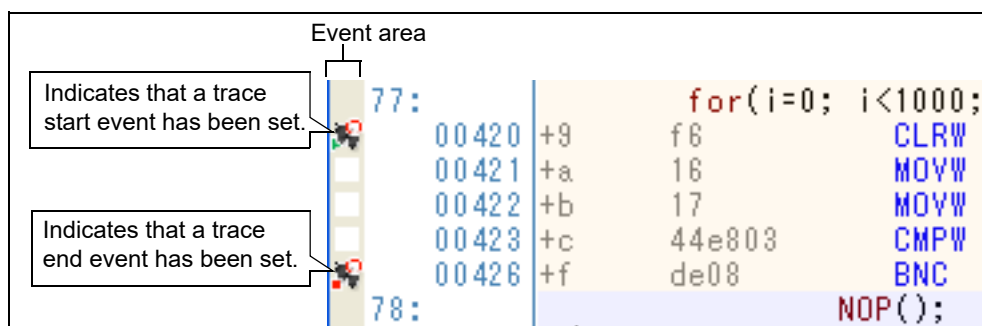 Event area
Indicates that a trace
start event has been set.
77: for(i=0; i<1000;
00420 +9 f6 CLRW
00421 +a 16 MOVW
00422 +b 17 MOVW
00423 +c 44e803 CMPW
Indicates that a trace
end event has been set.
00426 +f de08 BNC
78: NOP();